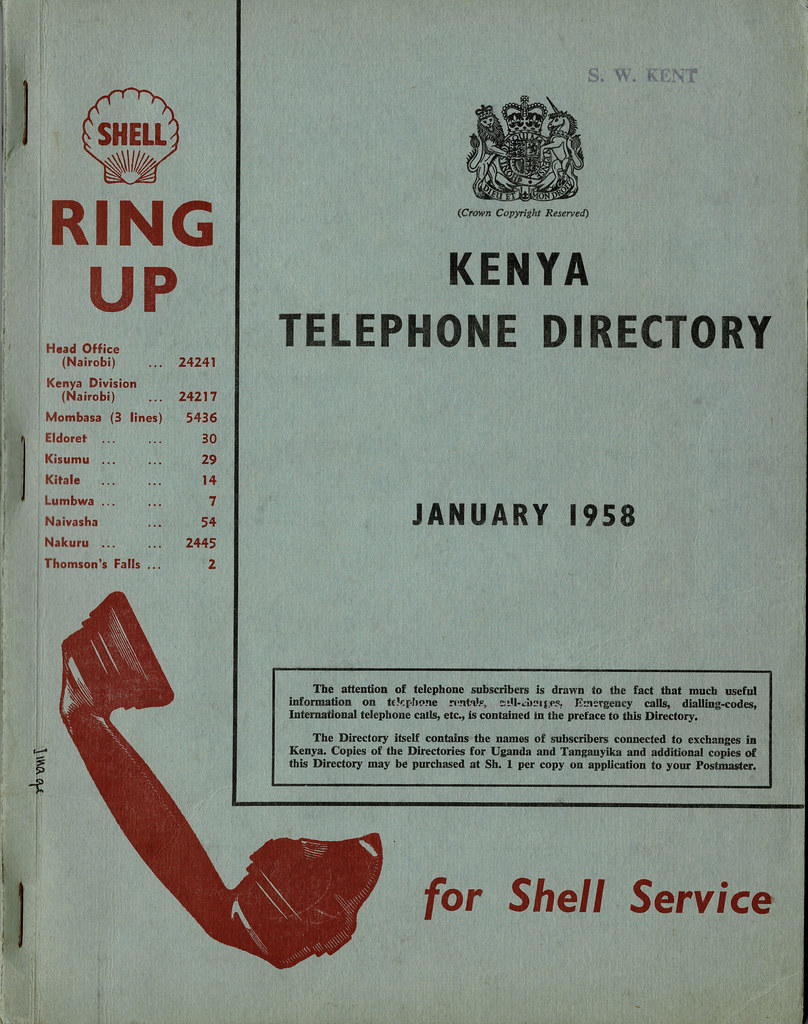 S. W. KENT
SHELL
RING
UP
Head Office
(Nairobi) ... 24241
Kenya Division
(Nairobi) ... 24217
Mombasa (3 lines) 5436
Eldoret ... ... 30
Kisumu ... ... 29
Kitale ... ... 14
Lumbwa ... ... 7
Naivasha ... 54
Nakuru ... ... 2445
Thomson's Falls ... 2
DIEU ET MON DROIT
(Crown Copyright Reserved)
KENYA
TELEPHONE DIRECTORY
JANUARY 1958
The attention of telephone subscribers is drawn to the fact that much useful
information on telephone rentals, call-charges, Emergency calls, dialling-codes,
International telephone calls, etc., is contained in the preface to this Directory.
The Directory itself contains the names of subscribers connected to exchanges in
Kenya. Copies of the Directories for Uganda and Tanganyika and additional copies of
this Directory may be purchased at Sh. 1 per copy on application to your Postmaster.
Image
for Shell Service